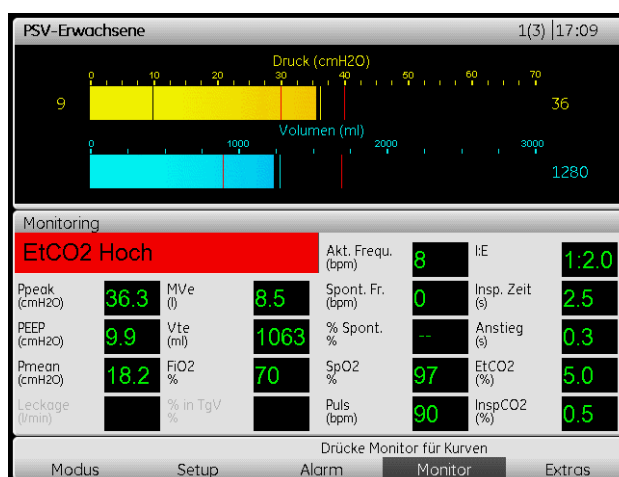 PSV-Erwachsene 1(3) 17:09
Druck (cmH2O)
0 10 20 30 40 50 60 70
9 36
Volumen (ml)
0 1000 2000 3000
1280
Monitoring
EtCO2 Hoch
Akt. Frequ. (bpm) 8 I:E 1:2.0
Ppeak (cmH2O) 36.3 MVe (l) 8.5 Spont. Fr. (bpm) 0 Insp. Zeit (s) 2.5
PEEP (cmH2O) 9.9 Vte (ml) 1063 % Spont. % -- Anstieg (s) 0.3
Pmean (cmH2O) 18.2 FiO2 % 70 SpO2 % 97 EtCO2 (%) 5.0
Leckage (l/min) % in TgV % Puls (bpm) 90 InspCO2 (%) 0.5
Drücke Monitor für Kurven
Modus Setup Alarm Monitor Extras